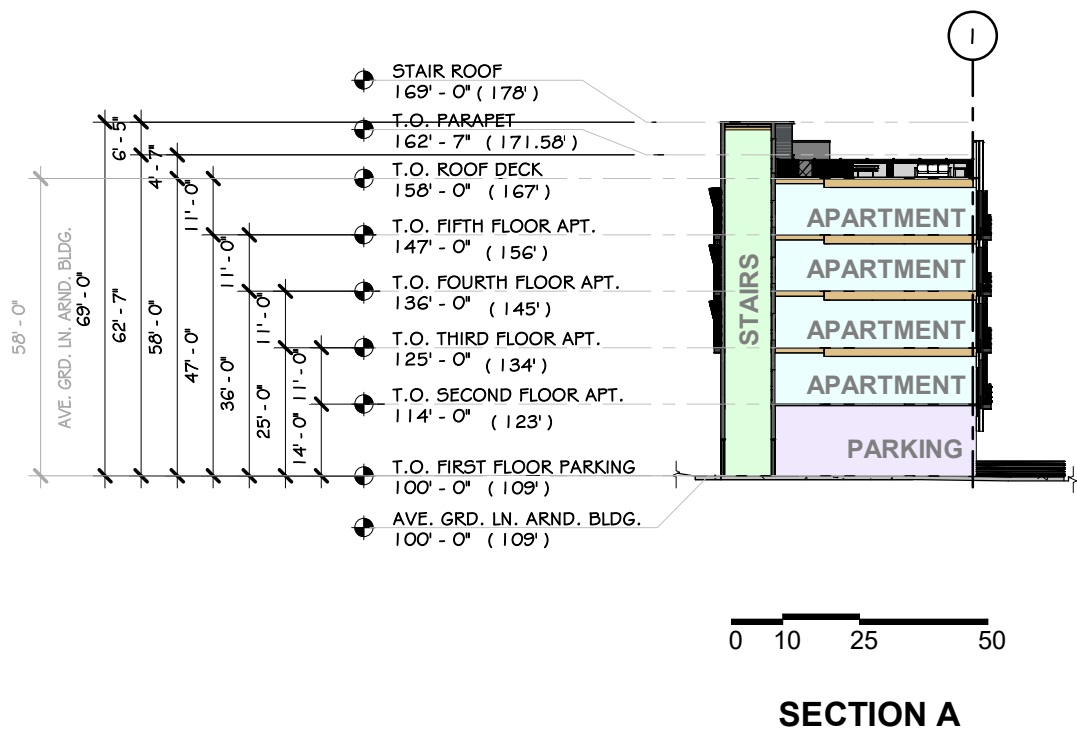 I
STAIR ROOF
169' - 0" ( 178' )
T.O. PARAPET
162' - 7" ( 171.58' )
T.O. ROOF DECK
158' - 0" ( 167' )
T.O. FIFTH FLOOR APT.
147' - 0" ( 156' )
T.O. FOURTH FLOOR APT.
136' - 0" ( 145' )
T.O. THIRD FLOOR APT.
125' - 0" ( 134' )
T.O. SECOND FLOOR APT.
114' - 0" ( 123' )
T.O. FIRST FLOOR PARKING
100' - 0" ( 109' )
AVE. GRD. LN. ARND. BLDG.
100' - 0" ( 109' )
58' - 0"
AVE. GRD. LN. ARND. BLDG.
69' - 0"
6' - 5"
62' - 7"
4' - 7"
58' - 0"
11' - 0"
47' - 0"
11' - 0"
36' - 0"
11' - 0"
25' - 0"
11' - 0"
14' - 0"
STAIRS
APARTMENT
APARTMENT
APARTMENT
APARTMENT
PARKING
0 10 25 50
SECTION A